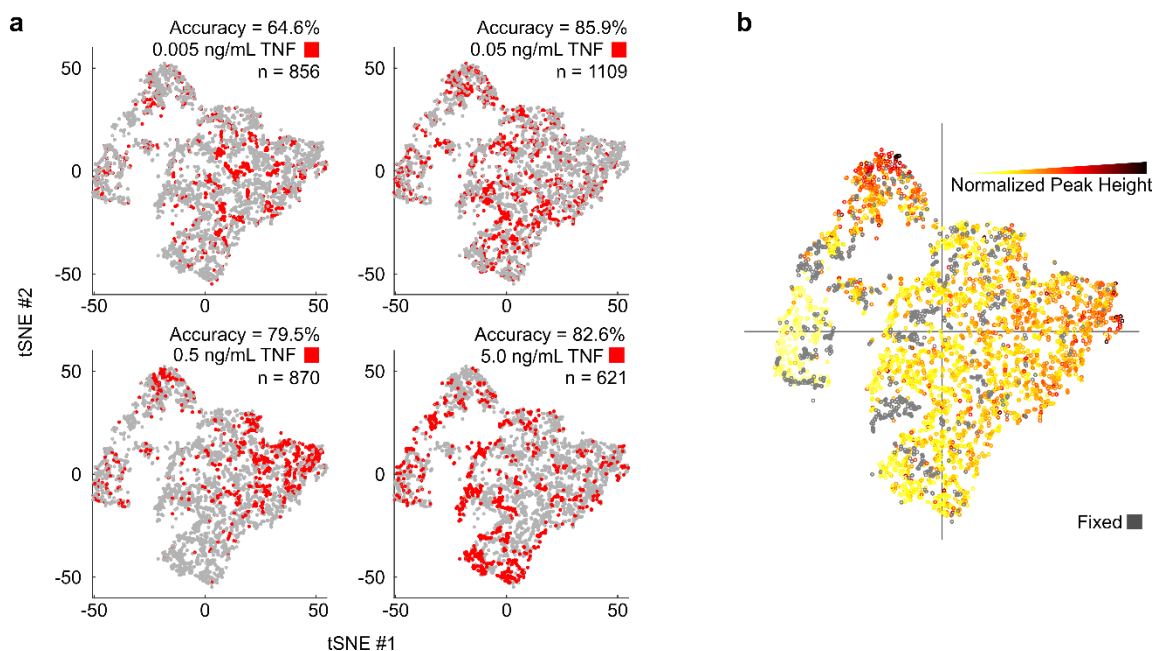 a
Accuracy = 64.6%
0.005 ng/mL TNF
n = 856
50
0
-50
Accuracy = 85.9%
0.05 ng/mL TNF
n = 1109
50
0
-50
-50 0 50
tSNE #2
Accuracy = 79.5%
0.5 ng/mL TNF
n = 870
50
0
-50
-50 0 50
Accuracy = 82.6%
5.0 ng/mL TNF
n = 621
50
0
-50
-50 0 50
tSNE #1
b
Normalized Peak Height
Fixed